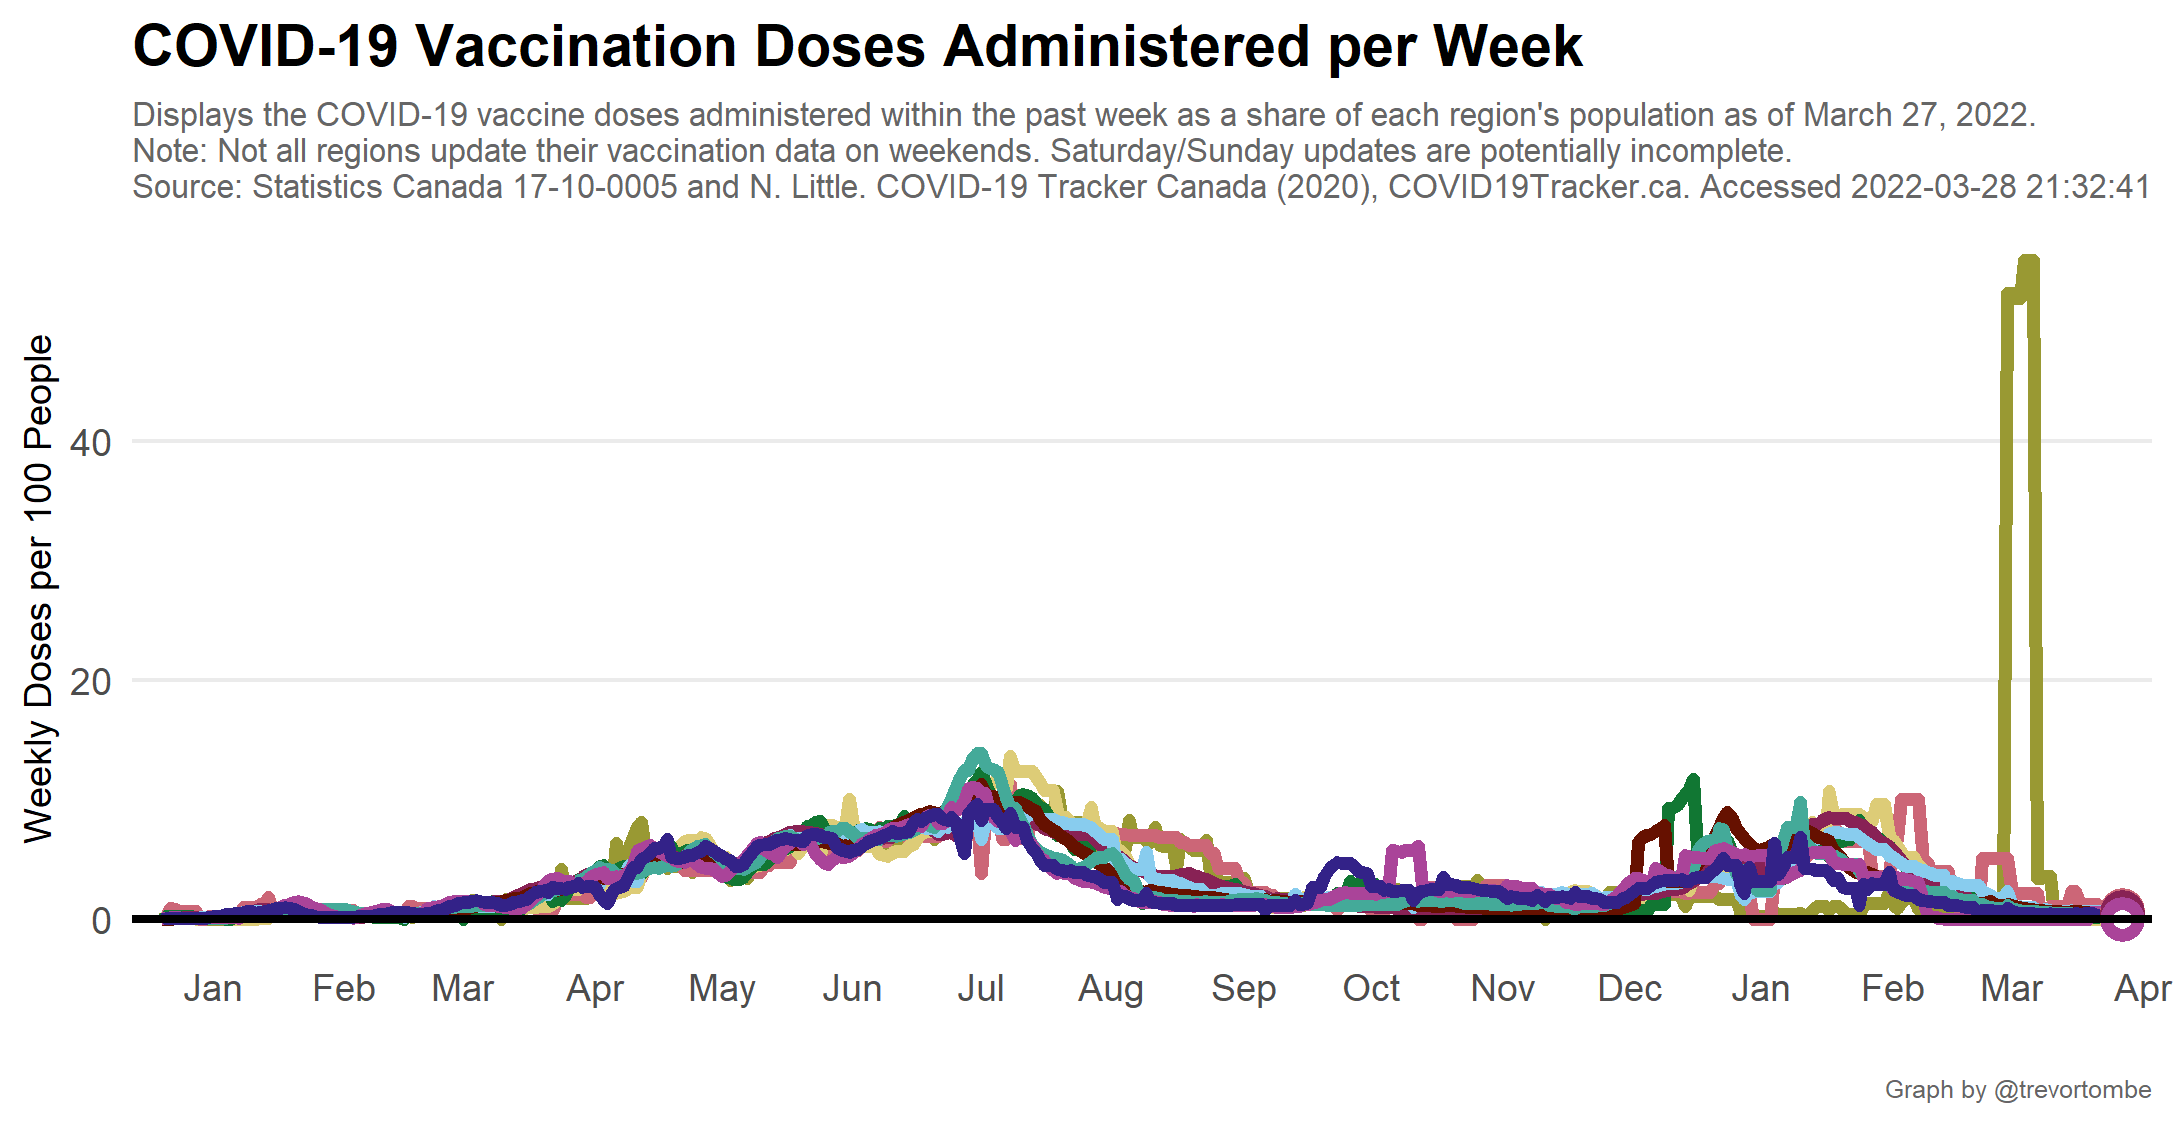 COVID-19 Vaccination Doses Administered per Week
Displays the COVID-19 vaccine doses administered within the past week as a share of each region's population as of March 27, 2022.
Note: Not all regions update their vaccination data on weekends. Saturday/Sunday updates are potentially incomplete.
Source: Statistics Canada 17-10-0005 and N. Little. COVID-19 Tracker Canada (2020), COVID19Tracker.ca. Accessed 2022-03-28 21:32:41
Weekly Doses per 100 People
40
20
0
Jan Feb Mar Apr May Jun Jul Aug Sep Oct Nov Dec Jan Feb Mar Apr
Graph by @trevortombe